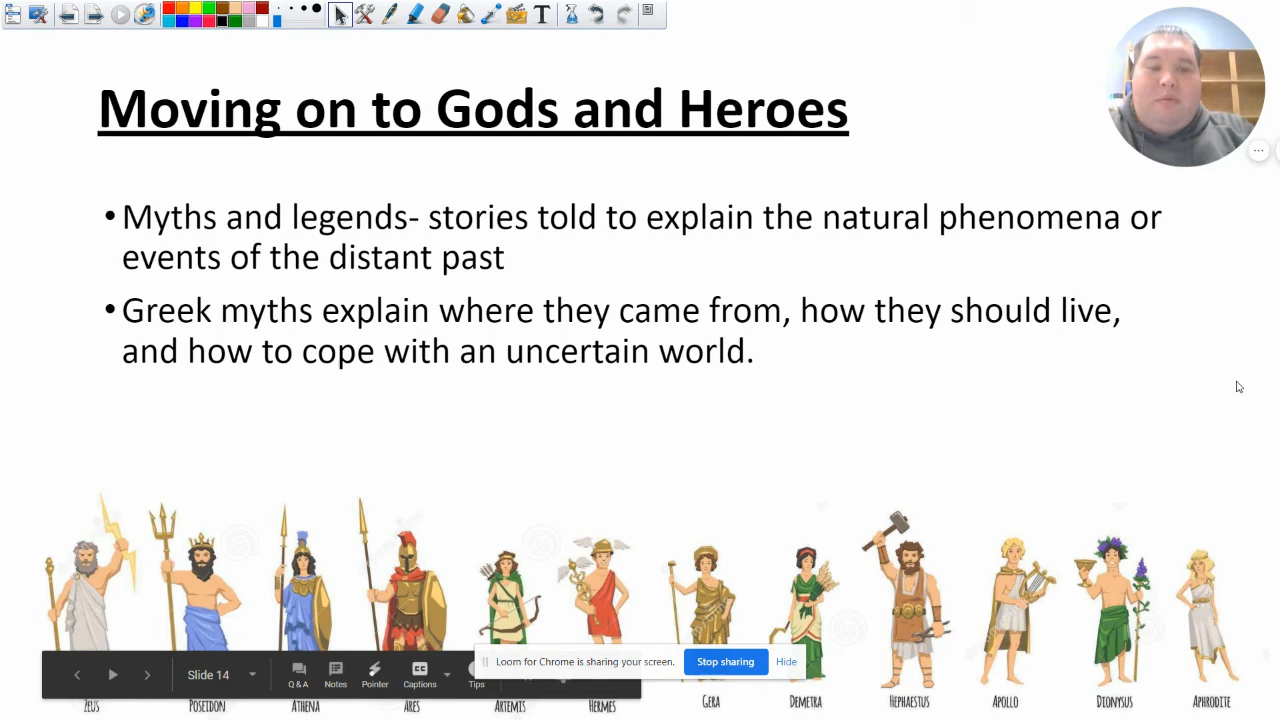 T
Moving on to Gods and Heroes
•Myths and legends- stories told to explain the natural phenomena or
events of the distant past
•Greek myths explain where they came from, how they should live,
and how to cope with an uncertain world.
Slide 14
Q & A
Notes
Pointer
Captions
Tips
Loom for Chrome is sharing your screen.
Stop sharing
Hide
ZEUS
POSEIDON
ATHENA
ARES
ARTEMIS
HERMES
GERA
DEMETRA
HEPHAESTUS
APOLLO
DIONYSUS
APHRODITE